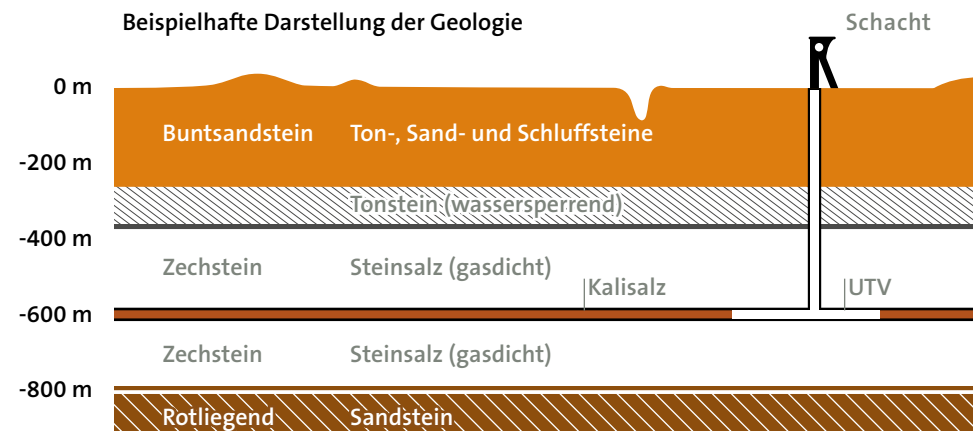 Beispielhafte Darstellung der Geologie
Schacht
0 m
Buntsandstein Ton-, Sand- und Schluffsteine
-200 m
Tonstein (wassersperrend)
-400 m
Zechstein Steinsalz (gasdicht)
Kalisalz UTV
-600 m
Zechstein Steinsalz (gasdicht)
-800 m
Rotliegend Sandstein